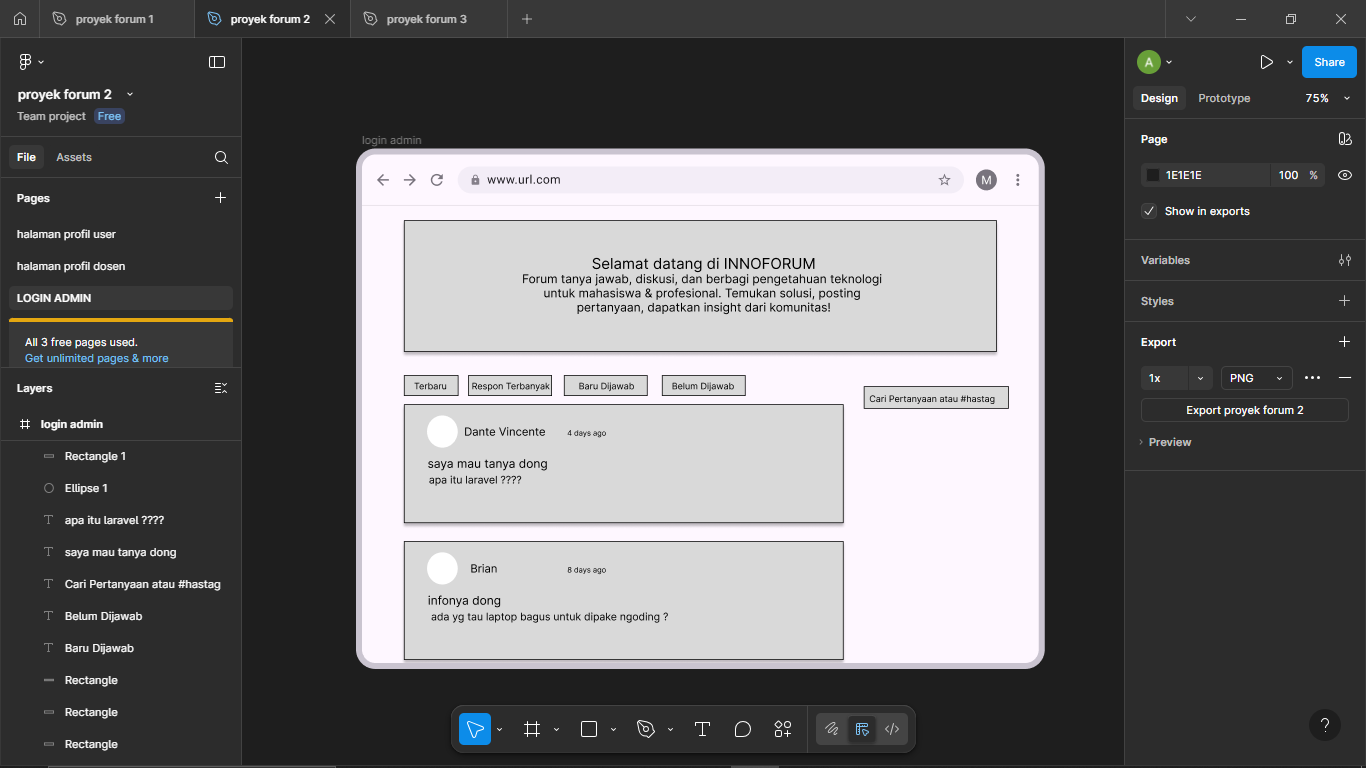 proyek forum 1
proyek forum 2
proyek forum 3
proyek forum 2
Team project Free
File Assets
Pages
halaman profil user
halaman profil dosen
LOGIN ADMIN
All 3 free pages used.
Get unlimited pages & more
Layers
login admin
Rectangle 1
Ellipse 1
apa itu laravel ????
saya mau tanya dong
Cari Pertanyaan atau #hastag
Belum Dijawab
Baru Dijawab
Rectangle
Rectangle
Rectangle
login admin
www.url.com
M
Selamat datang di INNOFORUM
Forum tanya jawab, diskusi, dan berbagi pengetahuan teknologi
untuk mahasiswa & profesional. Temukan solusi, posting
pertanyaan, dapatkan insight dari komunitas!
Terbaru
Respon Terbanyak
Baru Dijawab
Belum Dijawab
Cari Pertanyaan atau #hastag
Dante Vincente 4 days ago
saya mau tanya dong
apa itu laravel ????
Brian 8 days ago
infonya dong
ada yg tau laptop bagus untuk dipake ngoding ?
A
Share
Design Prototype 75%
Page
1E1E1E 100 %
Show in exports
Variables
Styles
Export
1x PNG
Export proyek forum 2
Preview
?